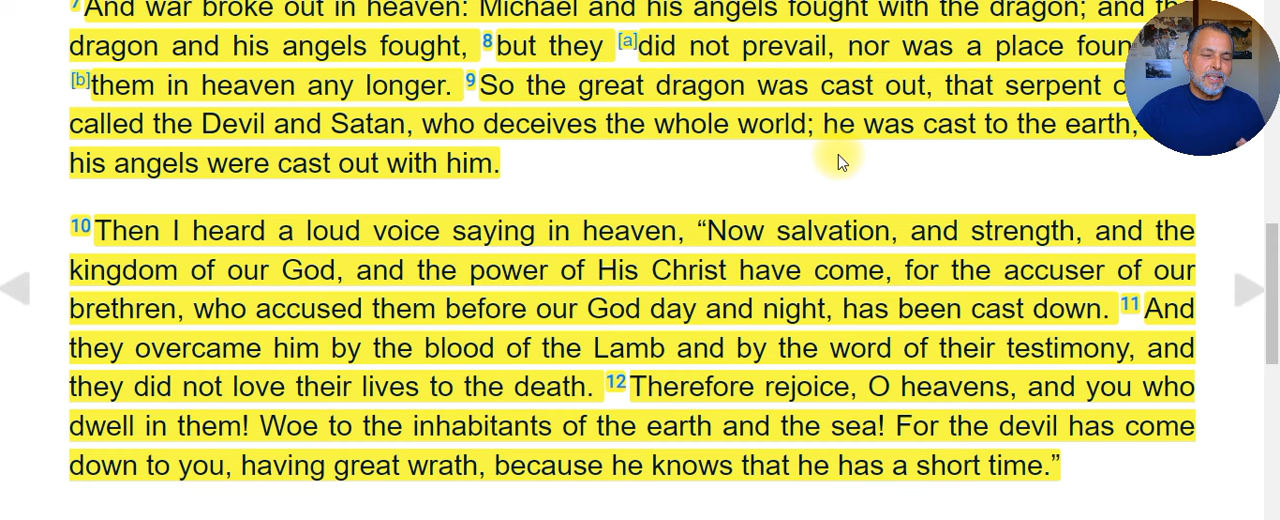 7And war broke out in heaven: Michael and his angels fought with the dragon; and the
dragon and his angels fought, 8but they [a]did not prevail, nor was a place
[b]them in heaven any longer. 9So the great dragon was cast out, that serpent
called the Devil and Satan, who deceives the whole world; he was cast to the earth,
his angels were cast out with him.
10Then I heard a loud voice saying in heaven, “Now salvation, and strength, and the
kingdom of our God, and the power of His Christ have come, for the accuser of our
brethren, who accused them before our God day and night, has been cast down. 11And
they overcame him by the blood of the Lamb and by the word of their testimony, and
they did not love their lives to the death. 12Therefore rejoice, O heavens, and you who
dwell in them! Woe to the inhabitants of the earth and the sea! For the devil has come
down to you, having great wrath, because he knows that he has a short time.”